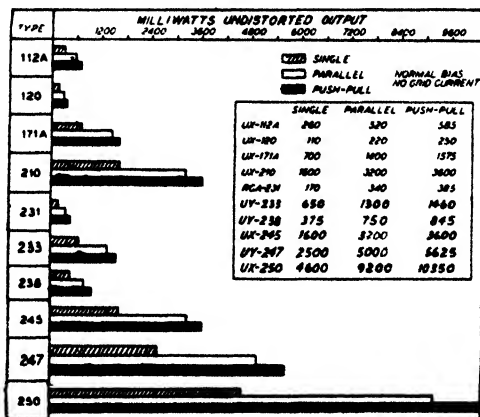 TYPE
MILLIWATTS UNDISTORTED OUTPUT
1200 2400 3600 4800 6000 7200 8400 9600
112A
120
171A
210
231
233
238
245
247
250
SINGLE
PARALLEL
PUSH-PULL
NORMAL BIAS
NO GRID CURRENT
SINGLE PARALLEL PUSH-PULL
UX-112A 260 520 585
UX-120 110 220 250
UX-171A 700 1400 1575
UX-210 1600 3200 3600
RCA-231 170 340 385
UY-233 650 1300 1460
UY-238 375 750 845
UX-245 1600 3200 3600
UY-247 2500 5000 5625
UX-250 4600 9200 10350